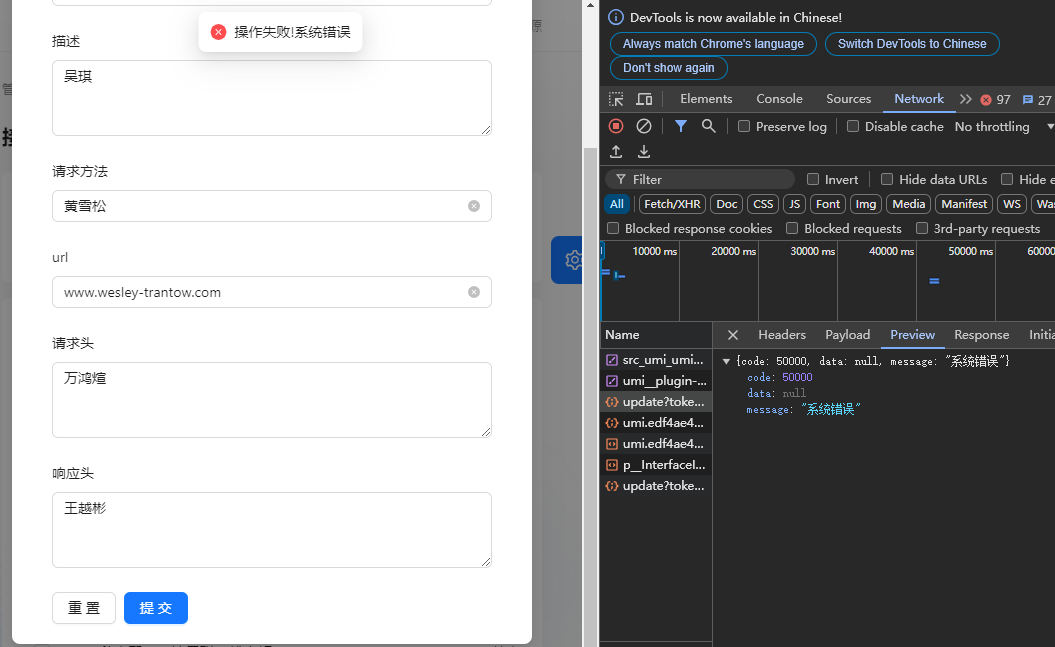 操作失败!系统错误
源
描述
吴琪
请求方法
黄雪松
url
www.wesley-trantow.com
请求头
万鸿煊
响应头
王越彬
重 置
提 交
DevTools is now available in Chinese!
Always match Chrome's language
Switch DevTools to Chinese
Don't show again
Elements
Console
Sources
Network
97
27
Preserve log
Disable cache
No throttling
Filter
Invert
Hide data URLs
Hide e
All
Fetch/XHR
Doc
CSS
JS
Font
Img
Media
Manifest
WS
Was
Blocked response cookies
Blocked requests
3rd-party requests
10000 ms
20000 ms
30000 ms
40000 ms
50000 ms
60000
Name
Headers
Payload
Preview
Response
Initia
src_umi_umi...
umi__plugin-...
update?toke...
umi.edf4ae4...
umi.edf4ae4...
p__InterfaceI...
update?toke...
{code: 50000, data: null, message: "系统错误"}
code: 50000
data: null
message: "系统错误"